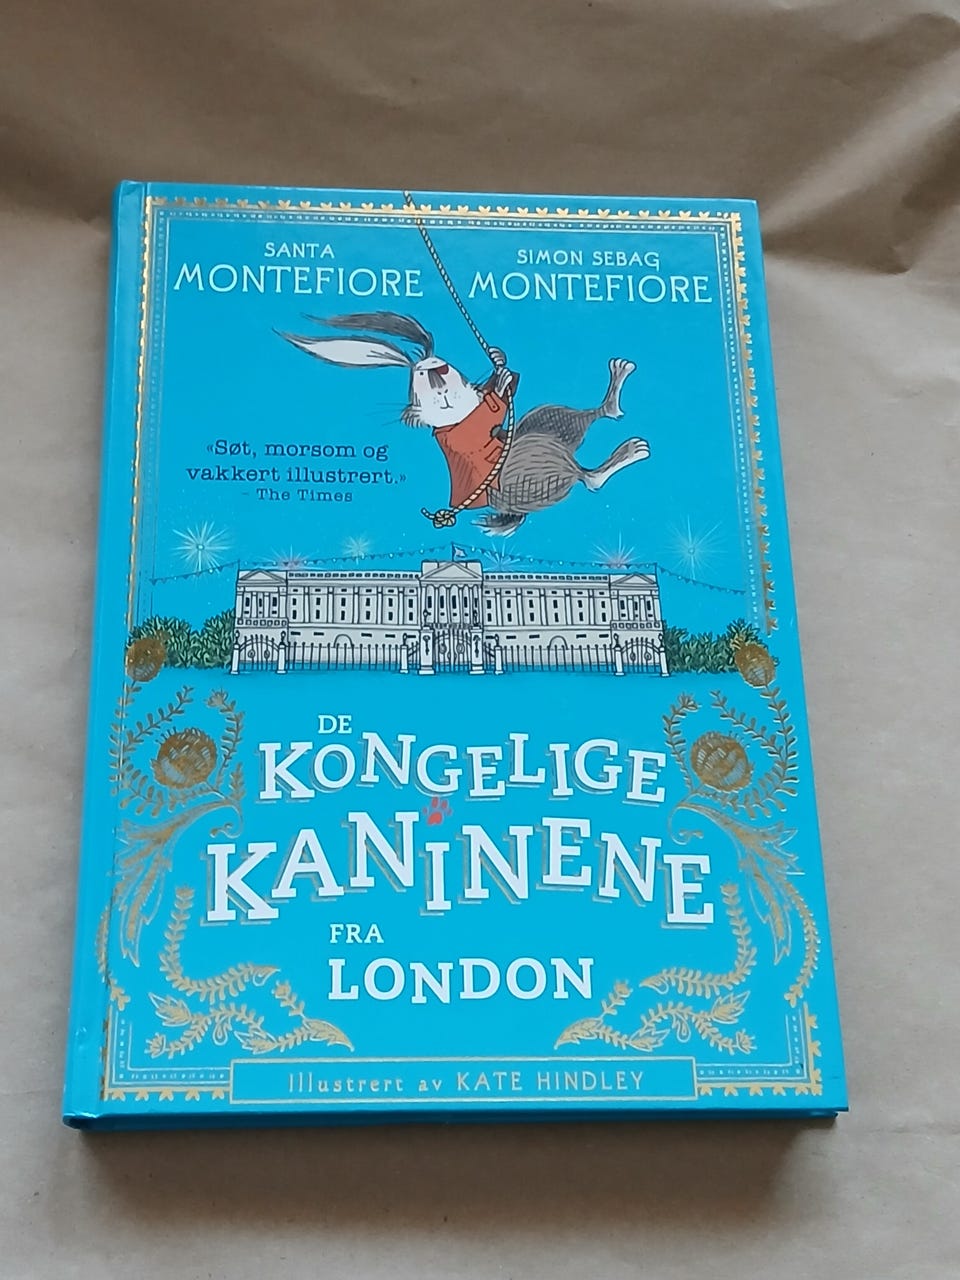 SANTA
MONTEFIORE
SIMON SEBAG
MONTEFIORE
«Søt, morsom og
vakkert illustrert.»
- The Times
DE
KONGELIGE
KANINENE
FRA
LONDON
Illustrert av KATE HINDLEY